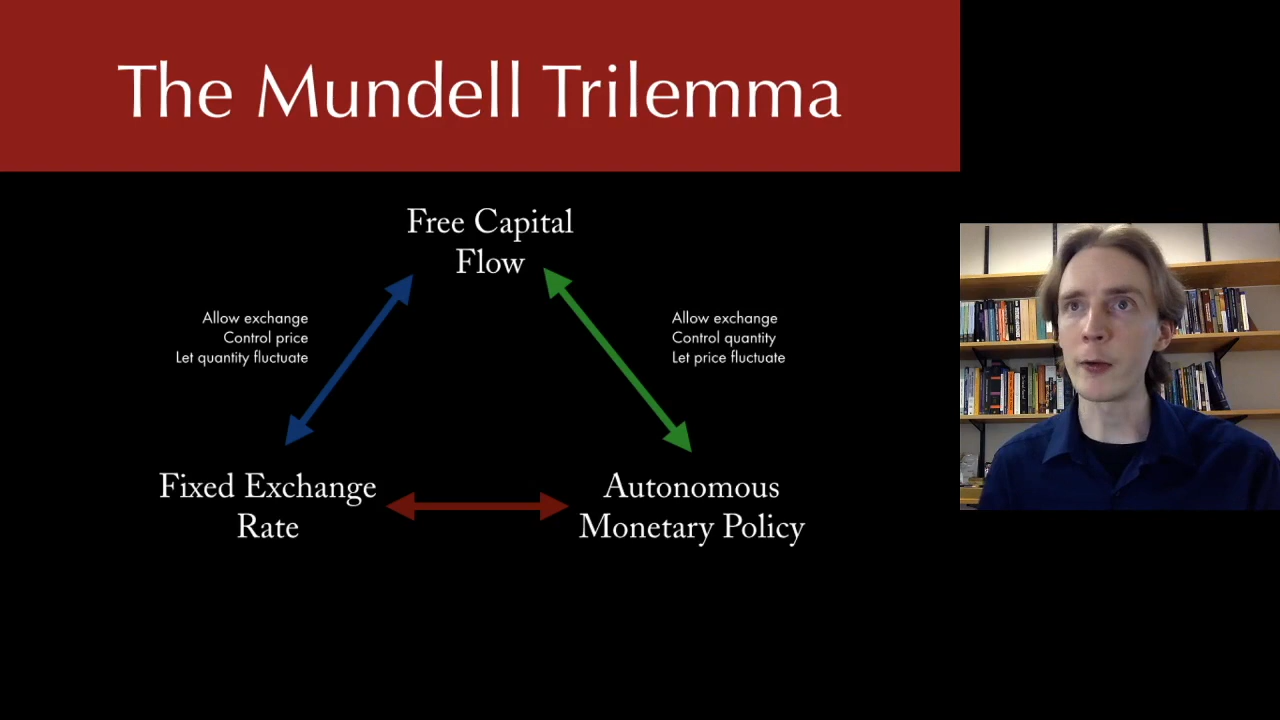 The Mundell Trilemma
Free Capital
Flow
Allow exchange
Control price
Let quantity fluctuate
Allow exchange
Control quantity
Let price fluctuate
Fixed Exchange
Rate
Autonomous
Monetary Policy